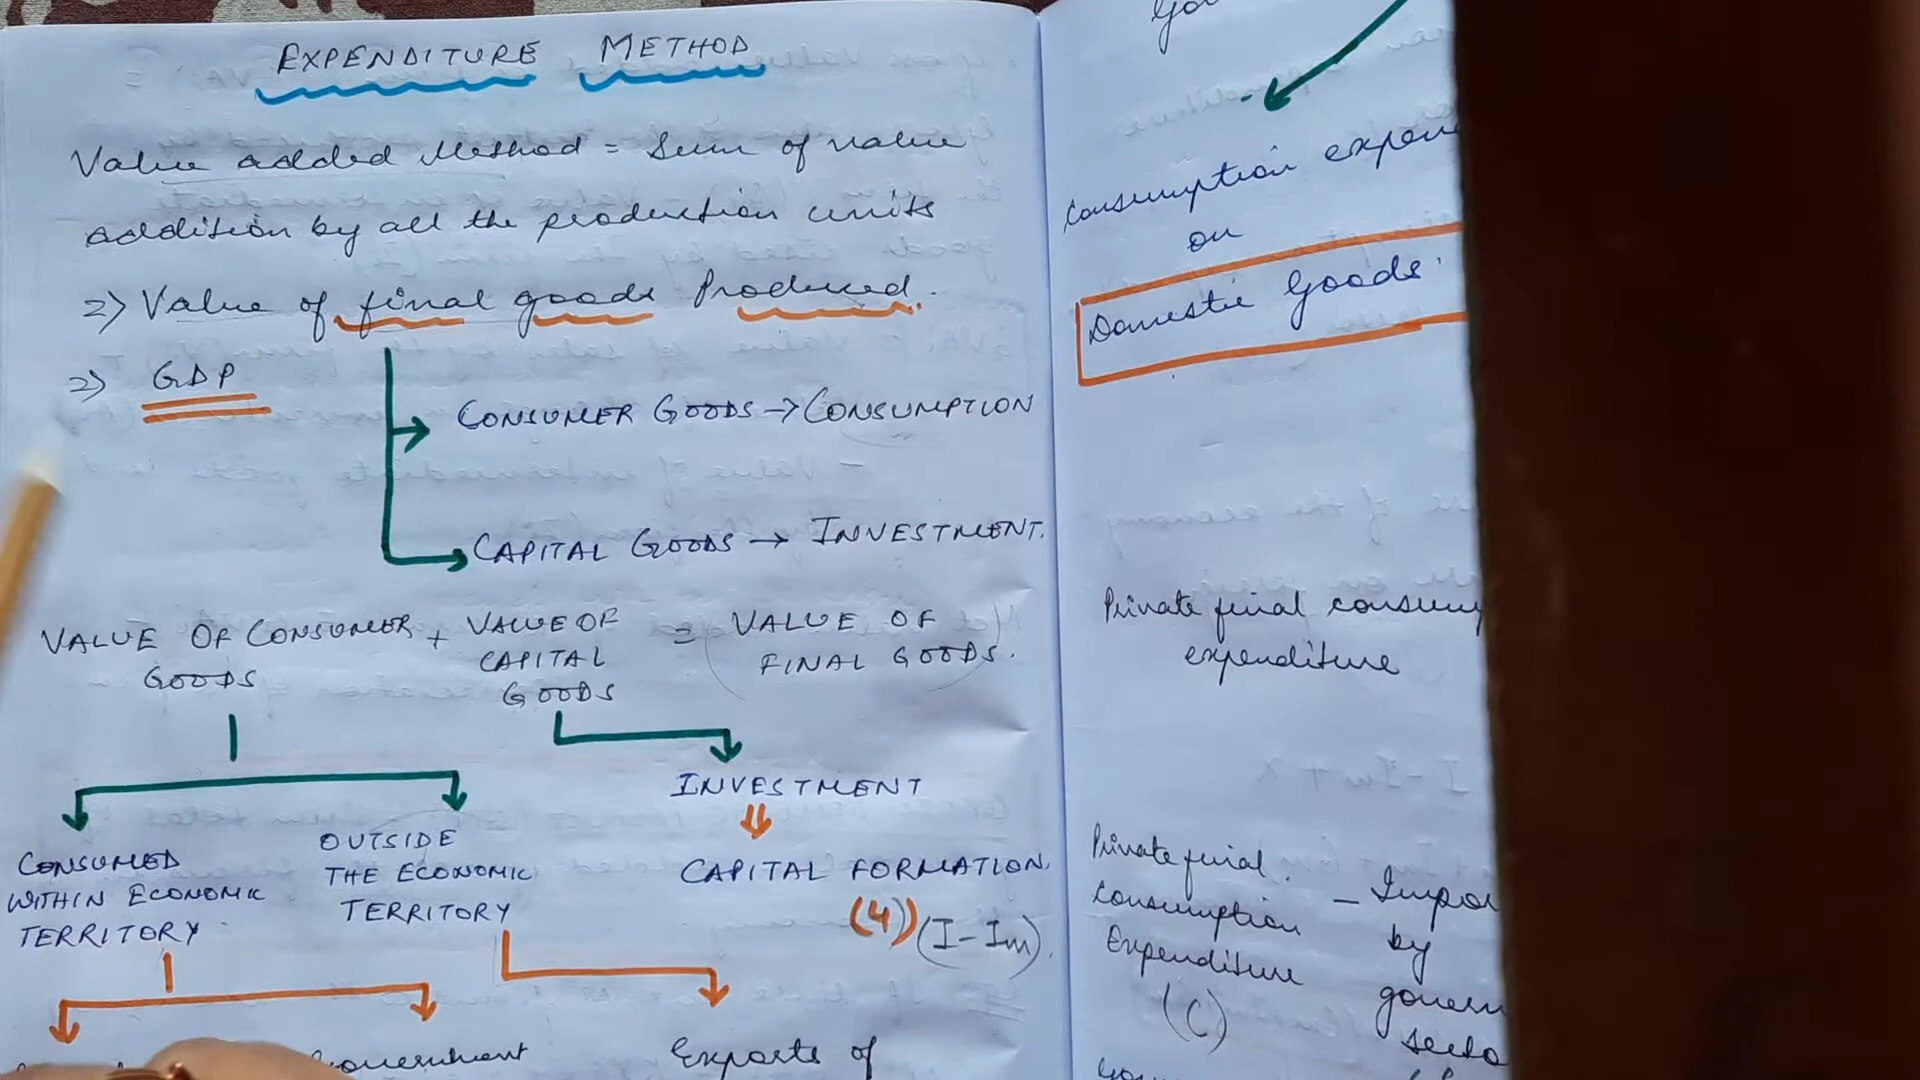 EXPENDITURE METHOD
Value added Method = Sum of value
addition by all the production units
=> Value of final goods Produced.
=> GDP
CONSUMER GOODS → CONSUMPTION
CAPITAL GOODS → INVESTMENT.
VALUE OF CONSUMER GOODS + VALUE OF CAPITAL GOODS = VALUE OF FINAL GOODS.
INVESTMENT
CONSUMED
WITHIN ECONOMIC
TERRITORY
OUTSIDE
THE ECONOMIC
TERRITORY
CAPITAL FORMATION.
(4) (I-Im).
Government
Exports of
Consumption expen
on
Domestic Goods.
Private final consum
expenditure
Private final
Consumption
Expenditure
(C)
- Impor
by
govern
secto